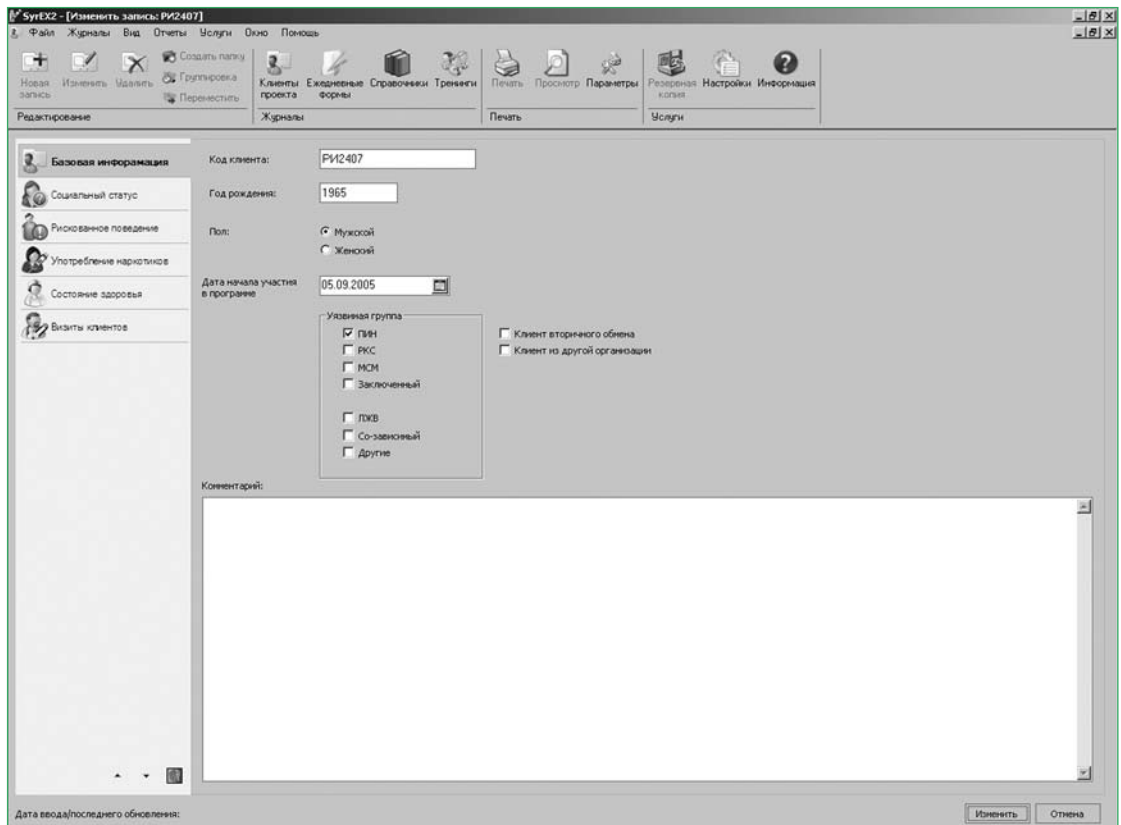 SyrEX2 - [Изменить запись: РИ2407]
Файл Журналы Вид Отчеты Услуги Окно Помощь
Новая запись
Изменить
Удалить
Создать папку
Группировка
Переместить
Клиенты проекта
Ежедневные формы
Справочники
Тренинги
Печать
Просмотр
Параметры
Резервная копия
Настройки
Информация
Редактирование
Журналы
Печать
Услуги
Базовая инфорамация
Социальный статус
Рискованное поведение
Употребление наркотиков
Состояние здоровья
Визиты клиентов
Код клиента: РИ2407
Год рождения: 1965
Пол: Мужской
Женский
Дата начала участия
в программе
05.09.2005
Уязвимая группа
ПИН
РКС
МСМ
Заключенный
ЛЖВ
Со-зависимый
Другие
Клиент вторичного обмена
Клиент из другой организации
Комментарий:
Дата ввода/последнего обновления:
Изменить
Отмена